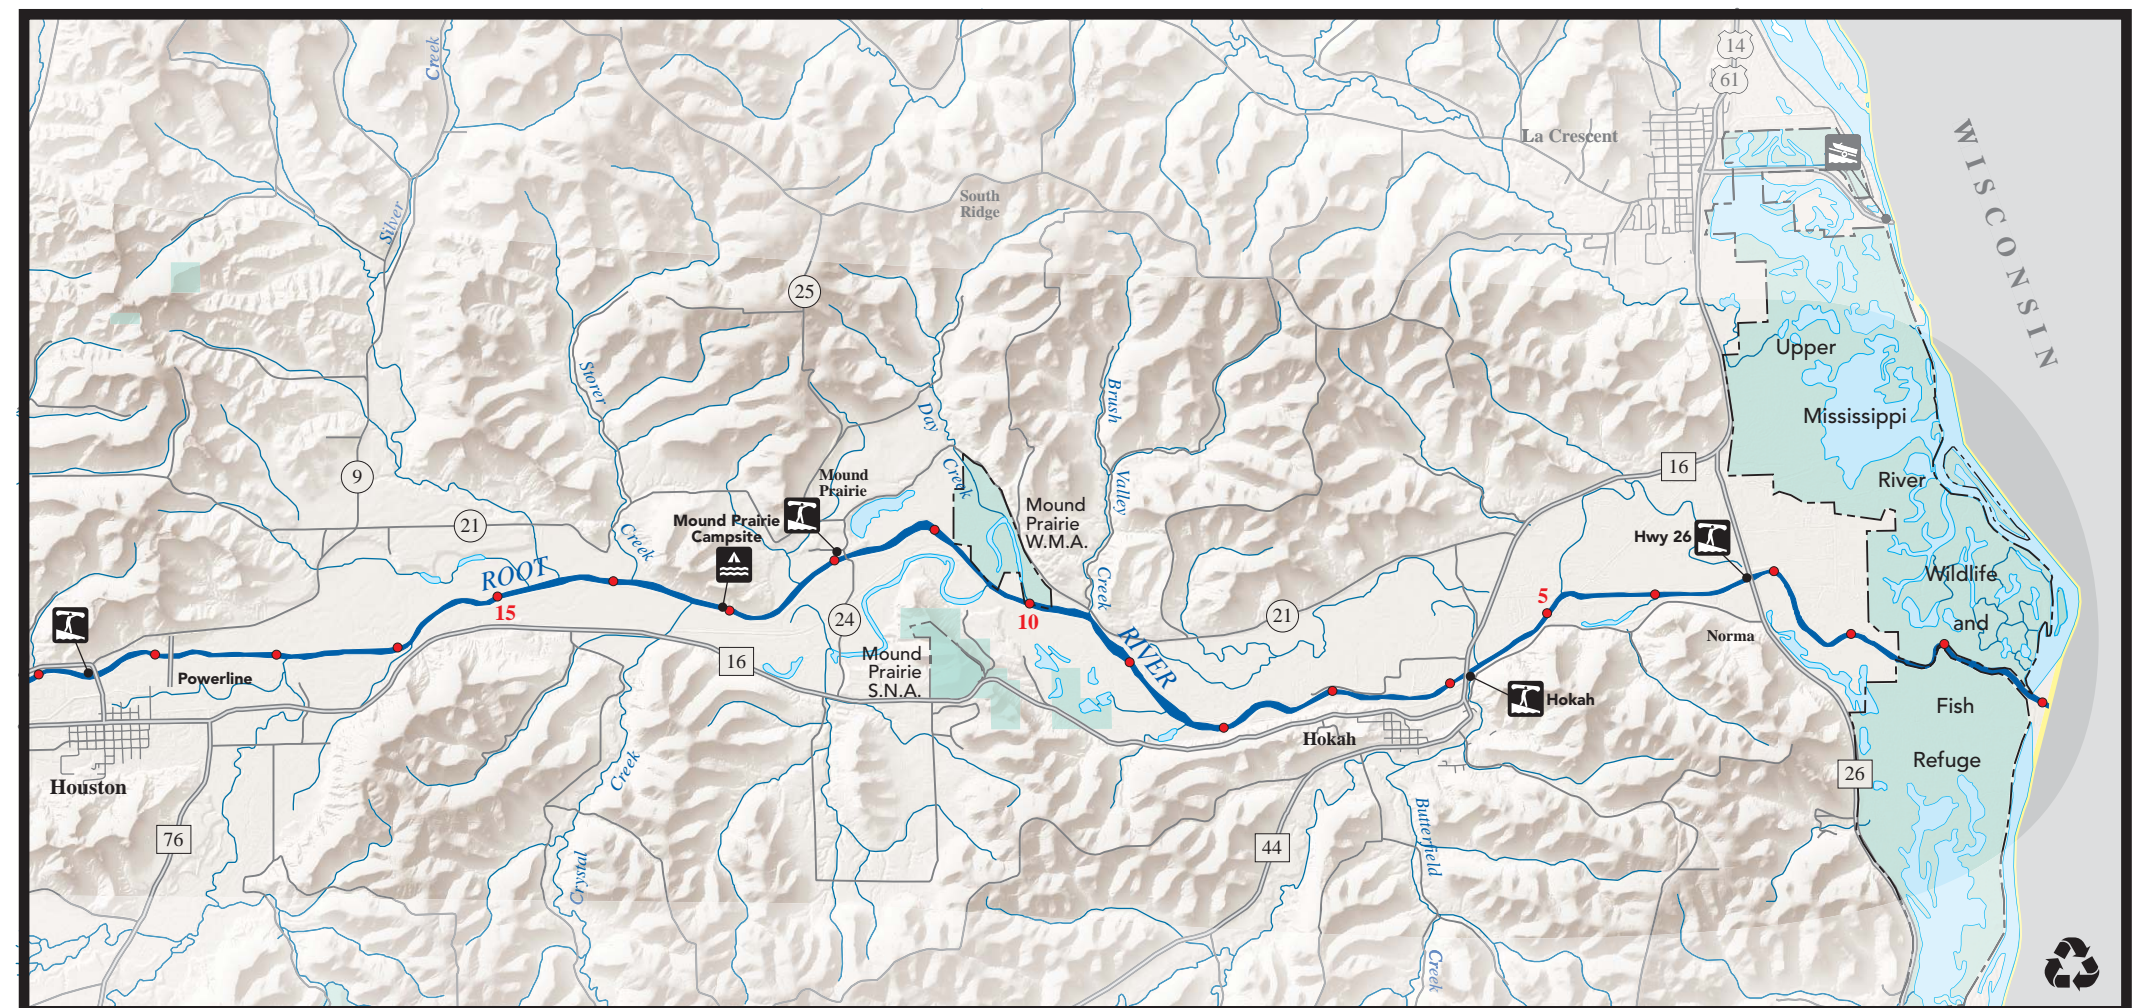 Creek
14
61
WISCONSIN
La Crescent
South
Ridge
Silver
25
Upper
Storer
Brush
Day
Mississippi
9
Mound
Prairie
Creek
Valley
16
River
Mound
Prairie
W.M.A.
21
Mound Prairie
Campsite
Creek
Hwy 26
ROOT
Wildlife
Creek
15
10
5
21
24
and
RIVER
Norma
16
Mound
Prairie
S.N.A.
Powerline
Hokah
Fish
Hokah
Refuge
Houston
Creek
26
76
44
Butterfield
Crystal
Creek